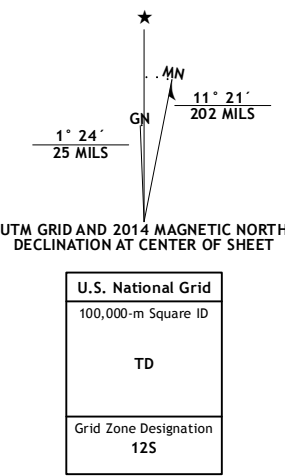 ★
MN
11° 21´
202 MILS
GN
1° 24´
25 MILS
UTM GRID AND 2014 MAGNETIC NORTH
DECLINATION AT CENTER OF SHEET
U.S. National Grid
100,000-m Square ID
TD
Grid Zone Designation
12S